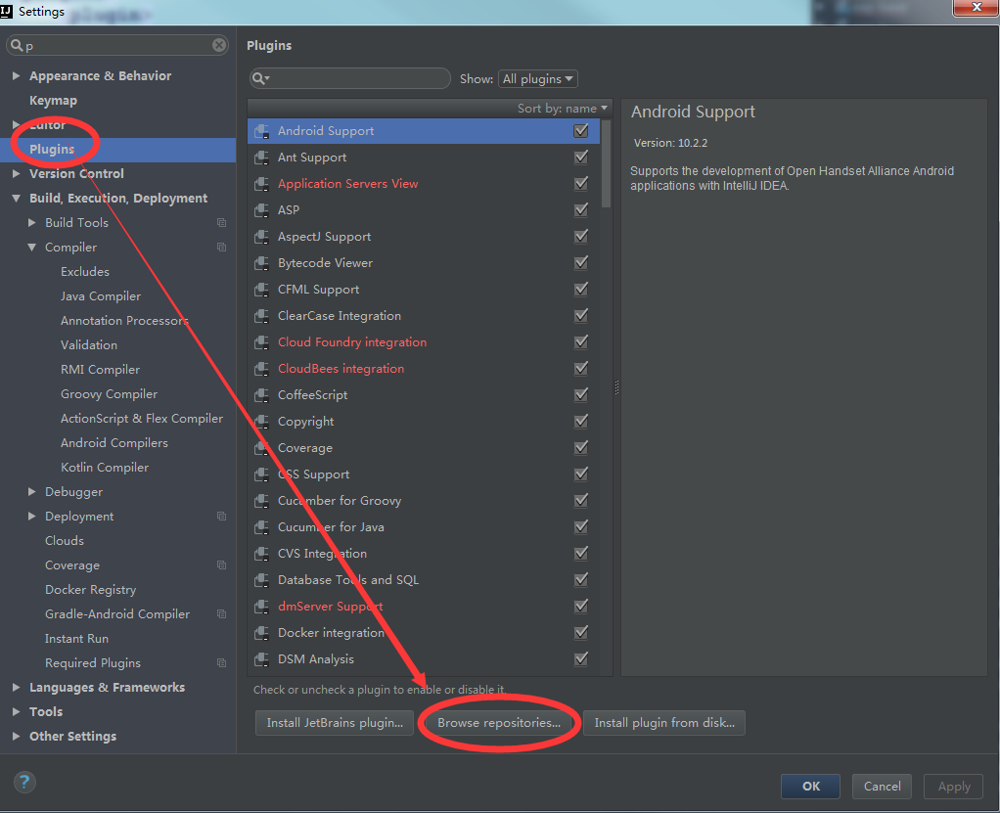 IJ Settings
plugin>
p
Appearance & Behavior
Keymap
Editor
Plugins
Version Control
Build, Execution, Deployment
Build Tools
Compiler
Excludes
Java Compiler
Annotation Processors
Validation
RMI Compiler
Groovy Compiler
ActionScript & Flex Compiler
Android Compilers
Kotlin Compiler
Debugger
Deployment
Clouds
Coverage
Docker Registry
Gradle-Android Compiler
Instant Run
Required Plugins
Languages & Frameworks
Tools
Other Settings
Plugins
Show: All plugins
Sort by: name
Android Support
Ant Support
Application Servers View
ASP
AspectJ Support
Bytecode Viewer
CFML Support
ClearCase Integration
Cloud Foundry integration
CloudBees integration
CoffeeScript
Copyright
Coverage
CSS Support
Cucumber for Groovy
Cucumber for Java
CVS Integration
Database Tools and SQL
dmServer Support
Docker integration
DSM Analysis
Check or uncheck a plugin to enable or disable it.
Install JetBrains plugin... Browse repositories... Install plugin from disk...
Android Support
Version: 10.2.2
Supports the development of Open Handset Alliance Android
applications with IntelliJ IDEA.
? OK Cancel Apply